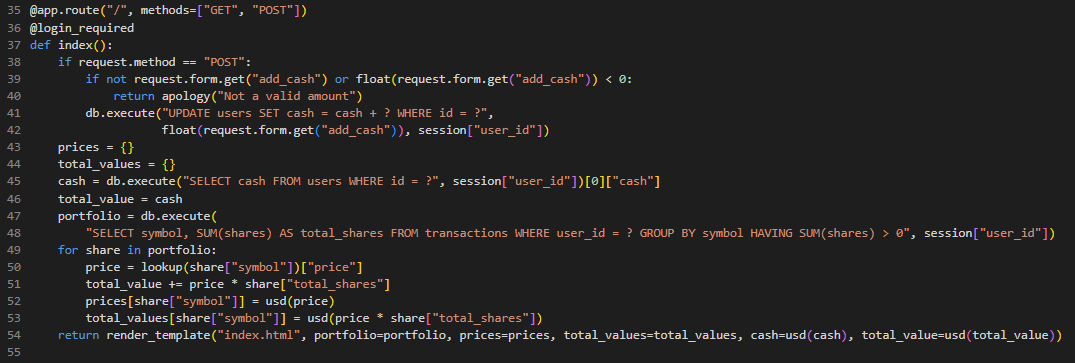 35 @app.route("/", methods=["GET", "POST"])
36 @login_required
37 def index():
38     if request.method == "POST":
39         if not request.form.get("add_cash") or float(request.form.get("add_cash")) < 0:
40             return apology("Not a valid amount")
41         db.execute("UPDATE users SET cash = cash + ? WHERE id = ?",
42                    float(request.form.get("add_cash")), session["user_id"])
43     prices = {}
44     total_values = {}
45     cash = db.execute("SELECT cash FROM users WHERE id = ?", session["user_id"])[0]["cash"]
46     total_value = cash
47     portfolio = db.execute(
48         "SELECT symbol, SUM(shares) AS total_shares FROM transactions WHERE user_id = ? GROUP BY symbol HAVING SUM(shares) > 0", session["user_id"])
49     for share in portfolio:
50         price = lookup(share["symbol"])["price"]
51         total_value += price * share["total_shares"]
52         prices[share["symbol"]] = usd(price)
53         total_values[share["symbol"]] = usd(price * share["total_shares"])
54     return render_template("index.html", portfolio=portfolio, prices=prices, total_values=total_values, cash=usd(cash), total_value=usd(total_value))
55